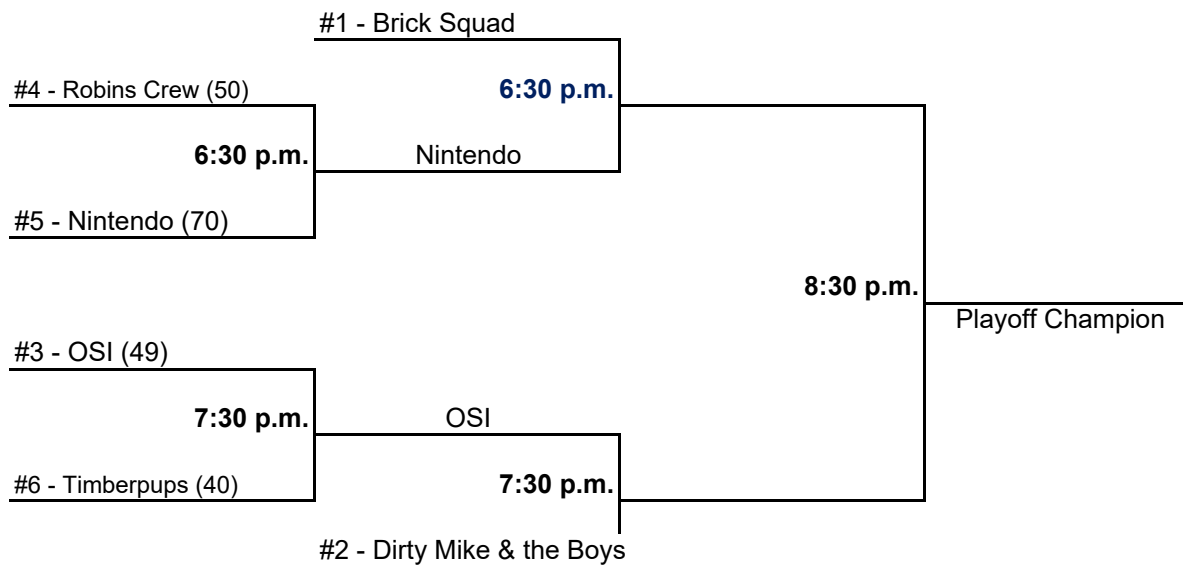 #1 - Brick Squad
#4 - Robins Crew (50)
6:30 p.m.
6:30 p.m.
Nintendo
#5 - Nintendo (70)
8:30 p.m.
Playoff Champion
#3 - OSI (49)
7:30 p.m.
OSI
#6 - Timberpups (40)
7:30 p.m.
#2 - Dirty Mike & the Boys